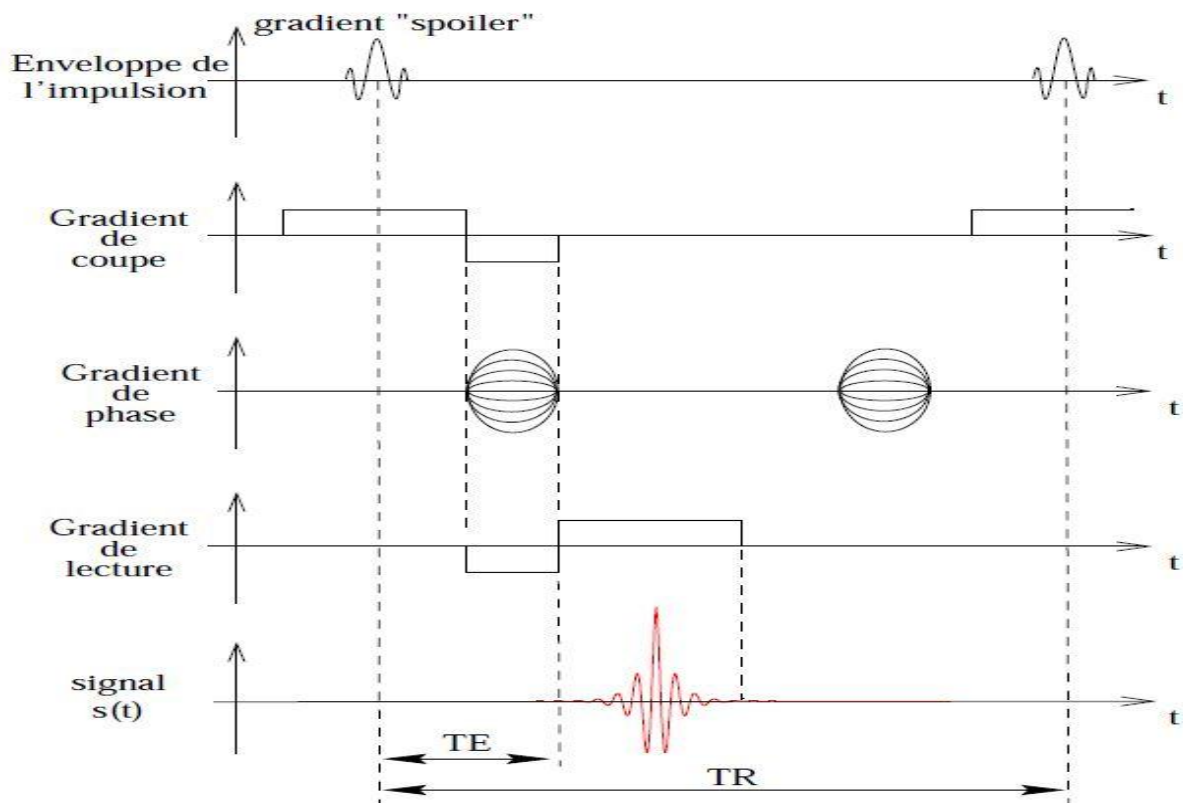 gradient "spoiler"
Enveloppe de
l'impulsion
t
Gradient
de
coupe
t
Gradient
de
phase
t
Gradient
de
lecture
t
signal
s(t)
t
TE
TR